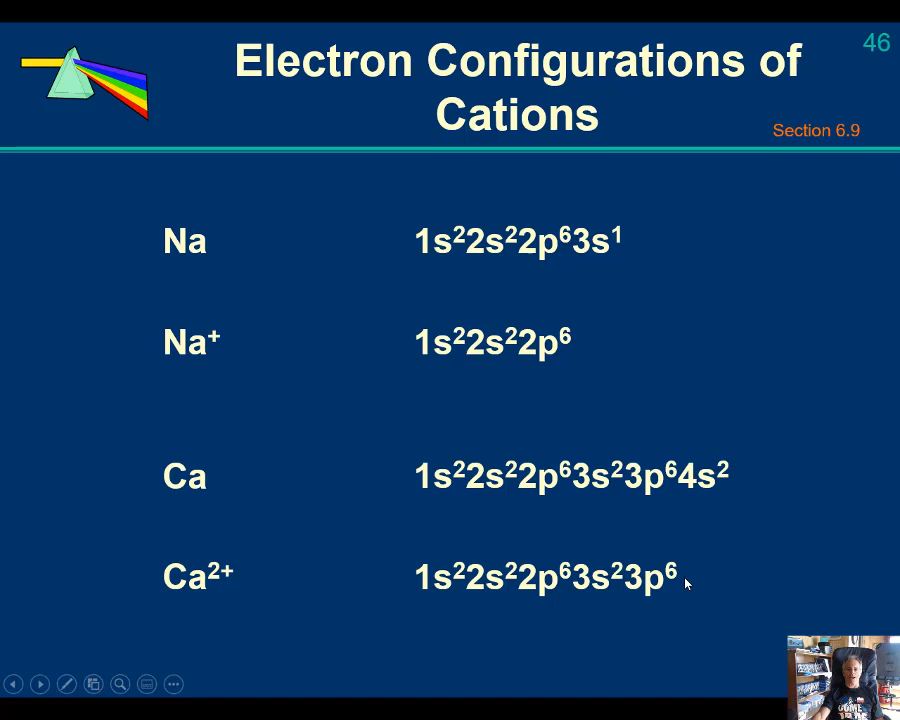 46
Electron Configurations of
Cations
Section 6.9
Na 1s²2s²2p⁶3s¹
Na⁺ 1s²2s²2p⁶
Ca 1s²2s²2p⁶3s²3p⁶4s²
Ca²⁺ 1s²2s²2p⁶3s²3p⁶